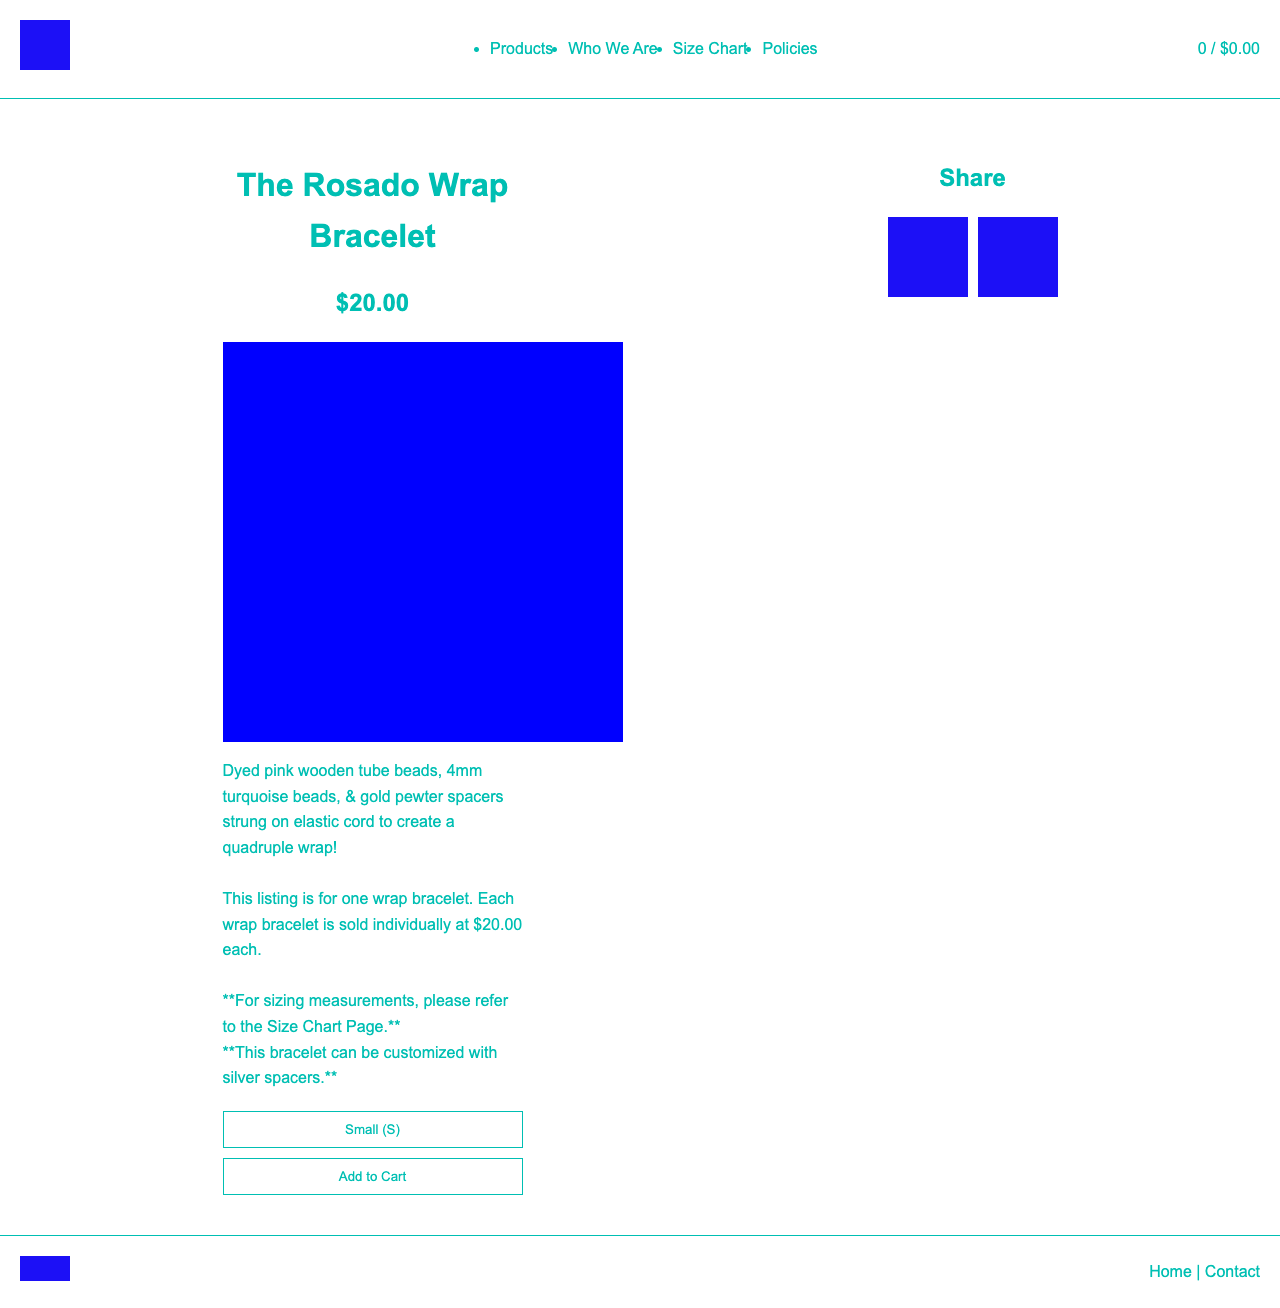 Products Who We Are Size Chart Policies 0 / $0.00
The Rosado Wrap
Bracelet
$20.00
Share
Dyed pink wooden tube beads, 4mm
turquoise beads, & gold pewter spacers
strung on elastic cord to create a
quadruple wrap!
This listing is for one wrap bracelet. Each
wrap bracelet is sold individually at $20.00
each.
**For sizing measurements, please refer
to the Size Chart Page.**
**This bracelet can be customized with
silver spacers.**
Small (S)
Add to Cart
Home | Contact